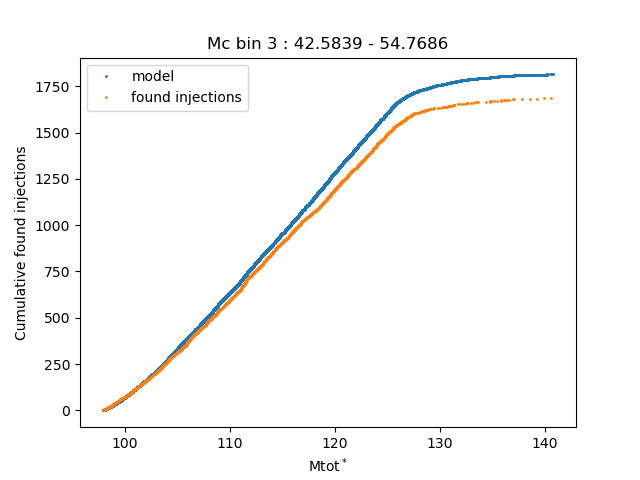 Mc bin 3 : 42.5839 - 54.7686
model
found injections
Cumulative found injections
1750
1500
1250
1000
750
500
250
0
100 110 120 130 140
Mtot*